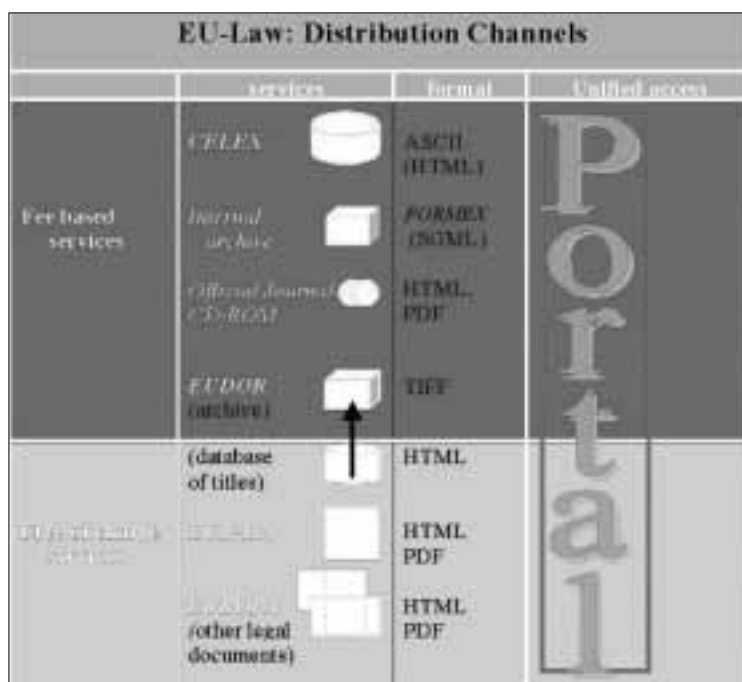 EU-Law: Distribution Channels
services format Unified access
CELEX ASCII
(HTML)
Fee based
services
Internal
archive
FORMEX
(SGML)
Official Journal
CD-ROM
HTML,
PDF
EUDOR
(archive)
TIFF
(database
of titles)
HTML
HTML
PDF
(other legal
documents)
HTML
PDF
Portal